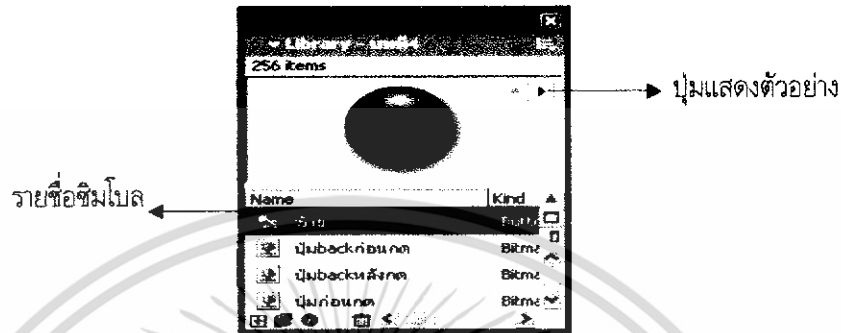 Library -
256 items
ปุ่มแสดงตัวอย่าง
รายชื่อซิมโบล
Name Kind
ปุ่มbackก่อนกด Bitma
ปุ่มbackหลังกด Bitma
ปุ่มก่อนกด Bitma